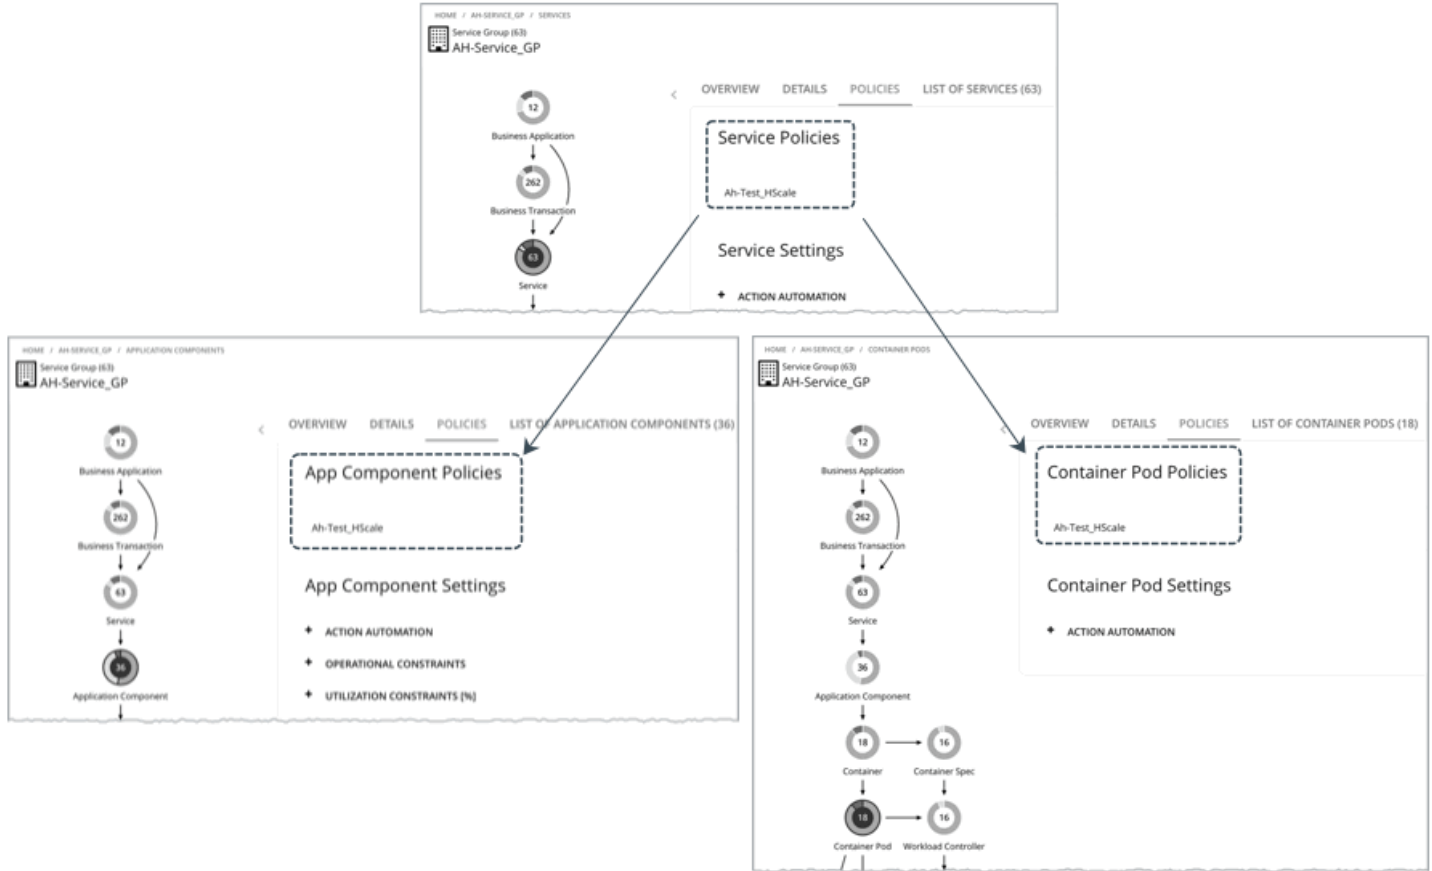 HOME / AH-SERVICE_GP / SERVICES
Service Group (63)
AH-Service_GP
OVERVIEW DETAILS POLICIES LIST OF SERVICES (63)
12
Business Application
262
Business Transaction
63
Service
Service Policies
Ah-Test_HScale
Service Settings
+ ACTION AUTOMATION
HOME / AH-SERVICE_GP / APPLICATION COMPONENTS
Service Group (63)
AH-Service_GP
OVERVIEW DETAILS POLICIES LIST OF APPLICATION COMPONENTS (36)
12
Business Application
262
Business Transaction
63
Service
36
Application Component
App Component Policies
Ah-Test_HScale
App Component Settings
+ ACTION AUTOMATION
+ OPERATIONAL CONSTRAINTS
+ UTILIZATION CONSTRAINTS [%]
HOME / AH-SERVICE_GP / CONTAINER PODS
Service Group (63)
AH-Service_GP
OVERVIEW DETAILS POLICIES LIST OF CONTAINER PODS (18)
12
Business Application
262
Business Transaction
63
Service
36
Application Component
18 16
Container Container Spec
18 16
Container Pod Workload Controller
Container Pod Policies
Ah-Test_HScale
Container Pod Settings
+ ACTION AUTOMATION